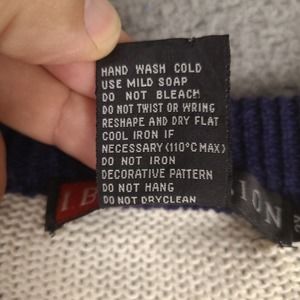 HAND WASH COLD
USE MILD SOAP
DO NOT BLEACH
DO NOT TWIST OR WRING
RESHAPE AND DRY FLAT
COOL IRON IF
NECESSARY (110°C MAX)
DO NOT IRON
DECORATIVE PATTERN
DO NOT HANG
DO NOT DRYCLEAN